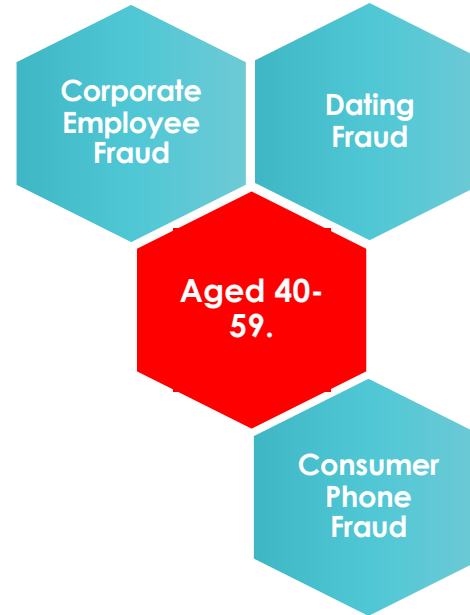 Corporate
Employee
Fraud
Dating
Fraud
Aged 40-
59.
Consumer
Phone
Fraud